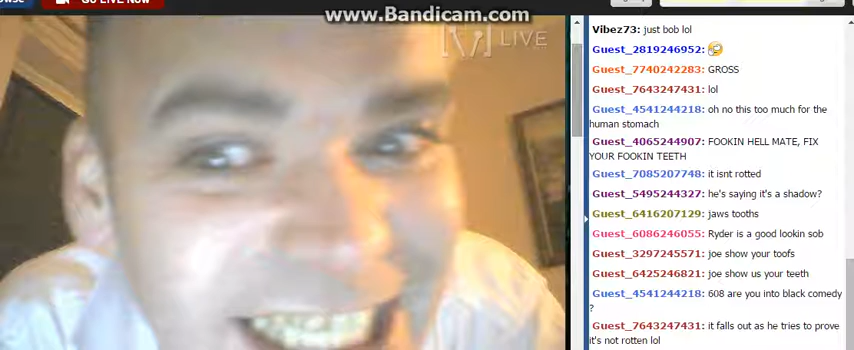 www.Bandicam.com
GO LIVE NOW
LIVE
Vibez73: just bob lol
Guest_2819246952:
Guest_7740242283: GROSS
Guest_7643247431: lol
Guest_4541244218: oh no this too much for the
human stomach
Guest_4065244907: FOOKIN HELL MATE, FIX
YOUR FOOKIN TEETH
Guest_7085207748: it isnt rotted
Guest_5495244327: he's saying it's a shadow?
Guest_6416207129: jaws tooths
Guest_6086246055: Ryder is a good lookin sob
Guest_3297245571: joe show your toofs
Guest_6425246821: joe show us your teeth
Guest_4541244218: 608 are you into black comedy
?
Guest_7643247431: it falls out as he tries to prove
it's not rotten lol